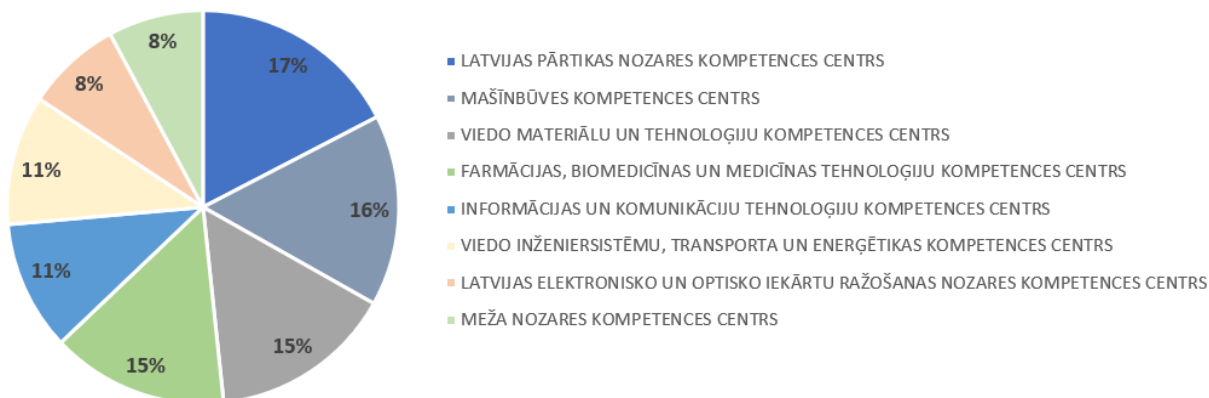 8%
17%
8%
11%
16%
11%
15%
15%
LATVIJAS PĀRTIKAS NOZARES KOMPETENCES CENTRS
MAŠĪNBŪVES KOMPETENCES CENTRS
VIEDO MATERIĀLU UN TEHNOLOĢIJU KOMPETENCES CENTRS
FARMĀCIJAS, BIOMEDICĪNAS UN MEDICĪNAS TEHNOLOĢIJU KOMPETENCES CENTRS
INFORMĀCIJAS UN KOMUNIKĀCIJU TEHNOLOĢIJU KOMPETENCES CENTRS
VIEDO INŽENIERSISTĒMU, TRANSPORTA UN ENERĢĒTIKAS KOMPETENCES CENTRS
LATVIJAS ELEKTRONISKO UN OPTISKO IEKĀRTU RAŽOŠANAS NOZARES KOMPETENCES CENTRS
MEŽA NOZARES KOMPETENCES CENTRS